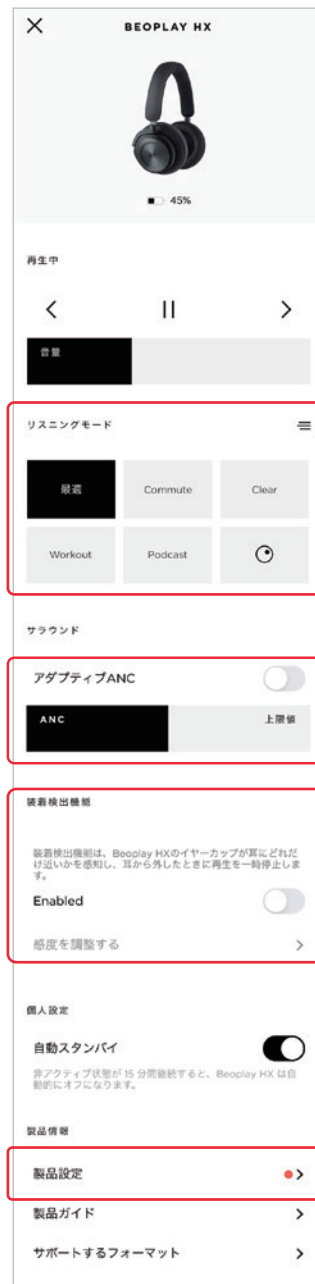 BEOPLAY HX
45%
再生中
音量
リスニングモード
最適
Commute
Clear
Workout
Podcast
サラウンド
アダプティブANC
ANC
上限値
装着検出機能
装着検出機能は、Beoplay HXのイヤーカップが耳にどれだ
け近いかを感知し、耳から外したときに再生を一時停止しま
す。
Enabled
感度を調整する
個人設定
自動スタンバイ
非アクティブ状態が 15 分間継続すると、Beoplay HX は自
動的にオフになります。
製品情報
製品設定
製品ガイド
サポートするフォーマット